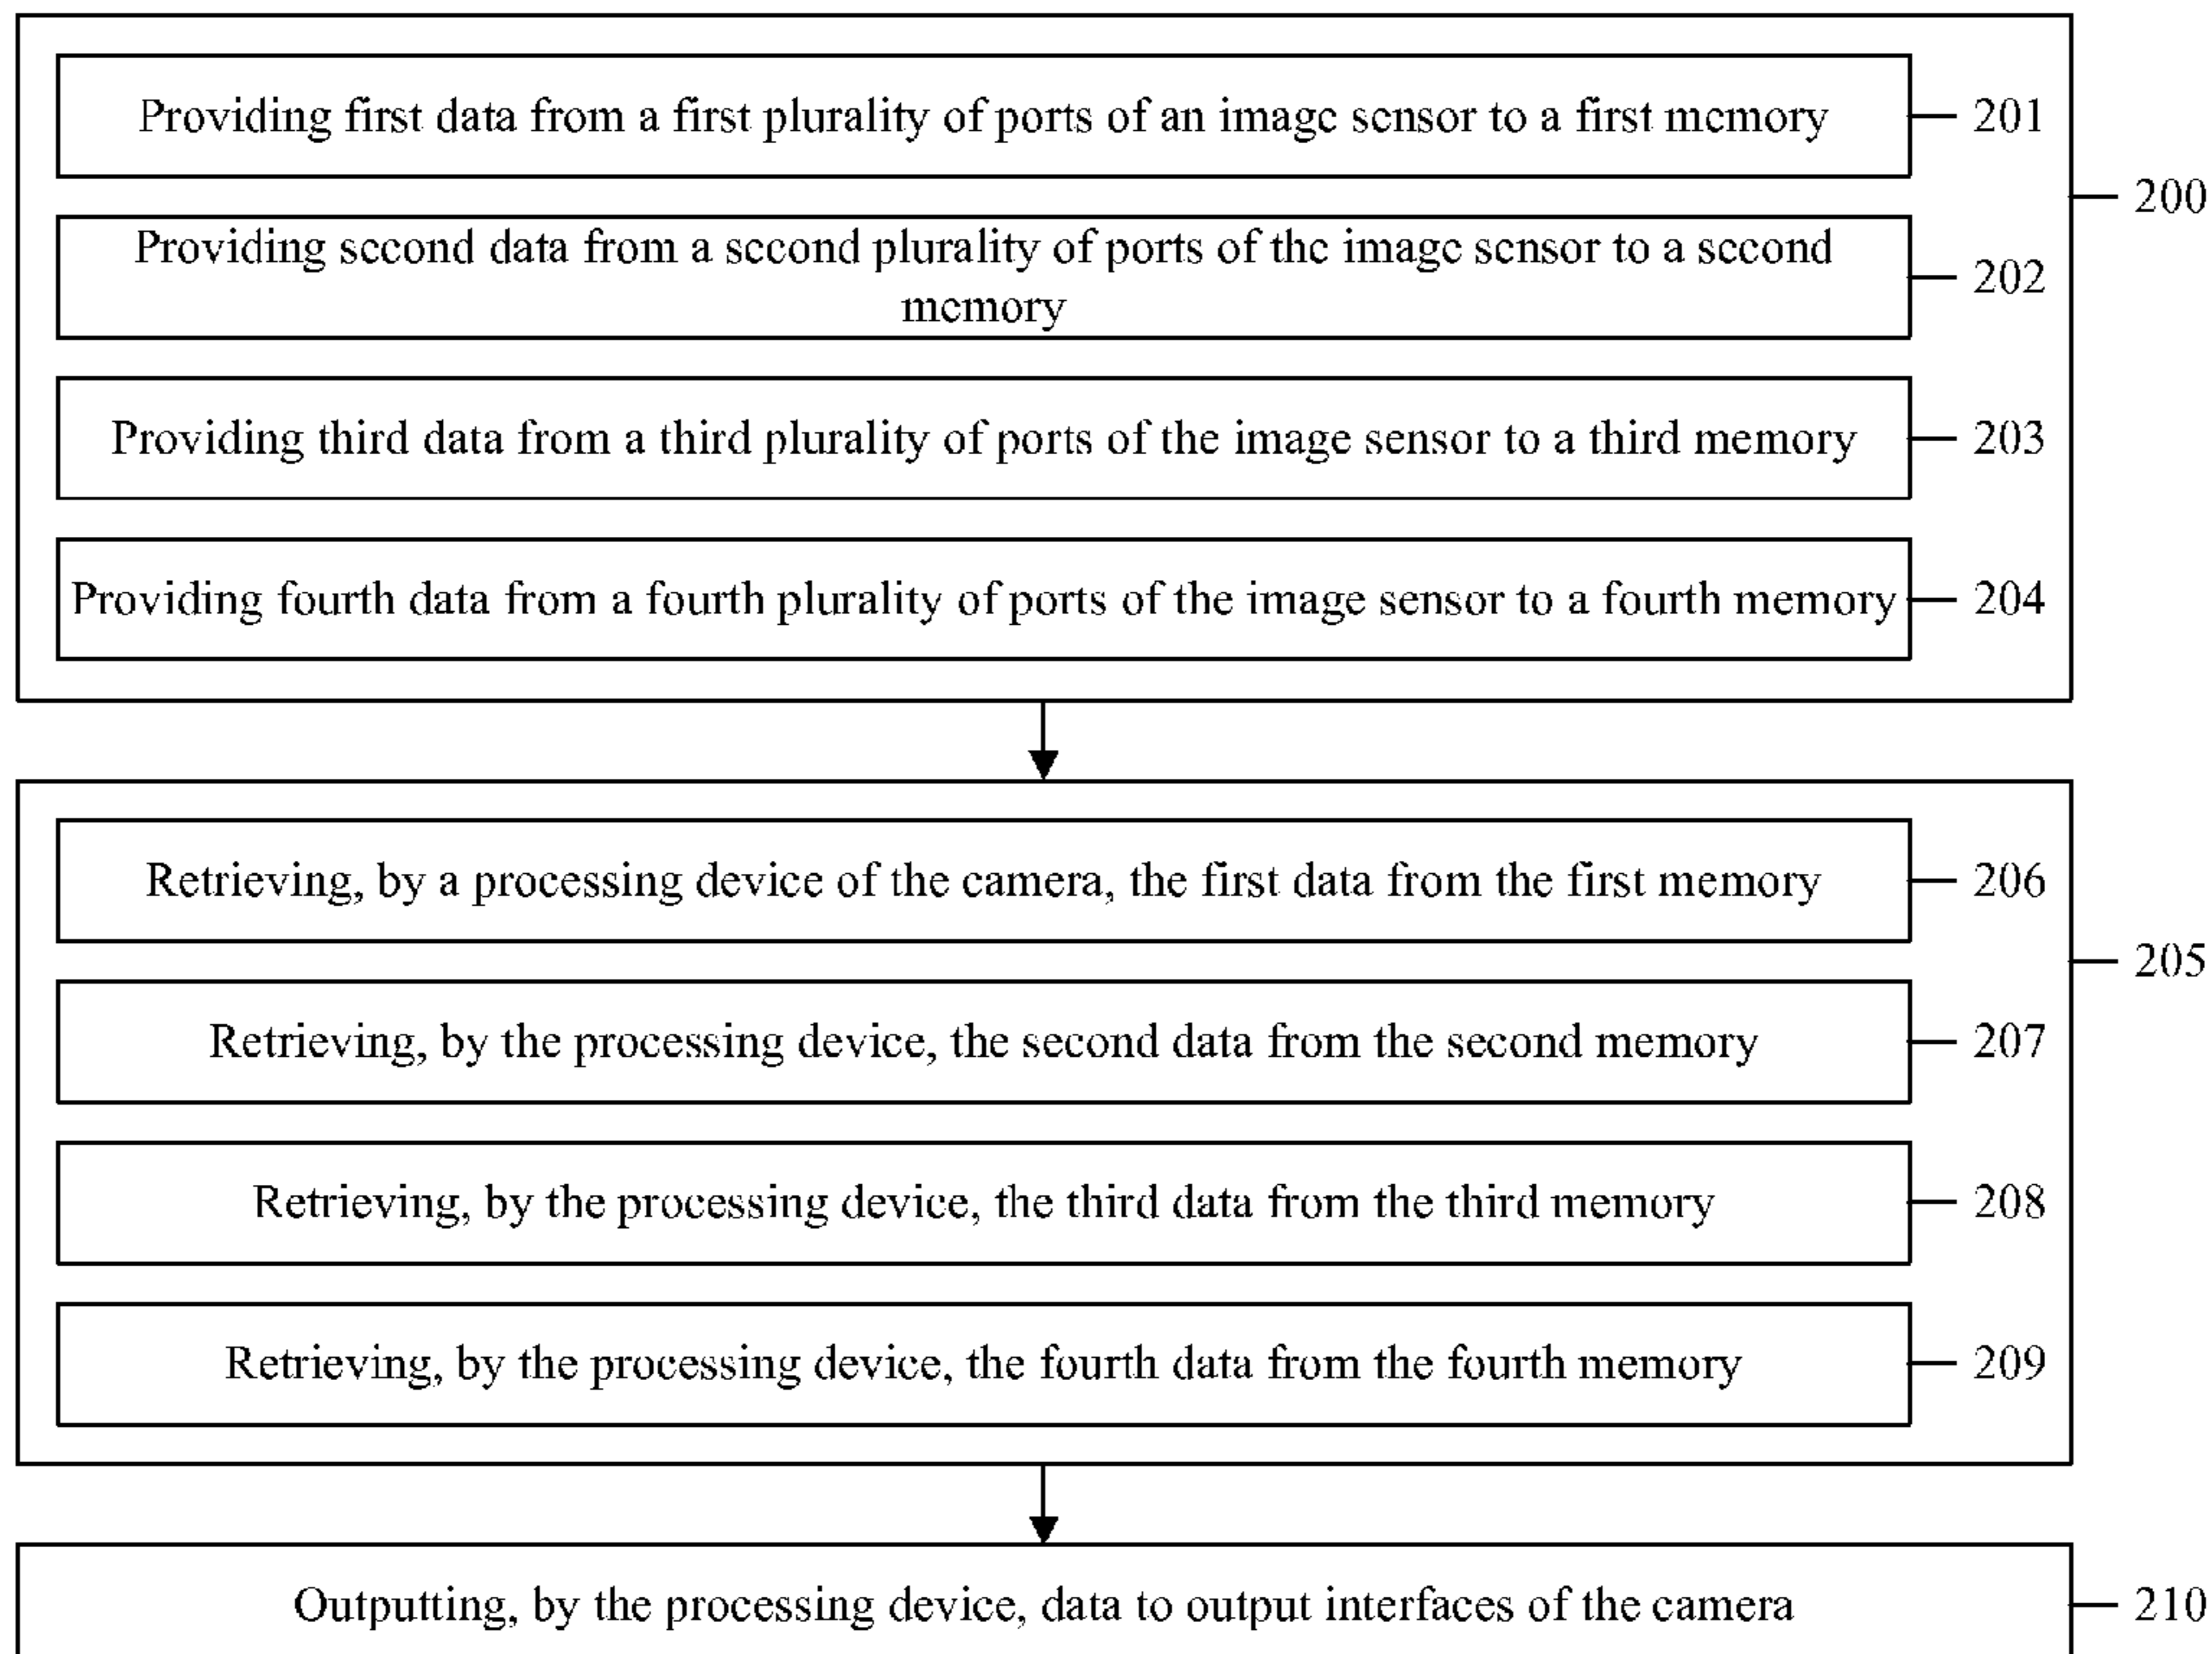 Providing first data from a first plurality of ports of an image sensor to a first memory
201
200
Providing second data from a second plurality of ports of the image sensor to a second
memory
202
Providing third data from a third plurality of ports of the image sensor to a third memory
203
Providing fourth data from a fourth plurality of ports of the image sensor to a fourth memory
204
Retrieving, by a processing device of the camera, the first data from the first memory
206
205
Retrieving, by the processing device, the second data from the second memory
207
Retrieving, by the processing device, the third data from the third memory
208
Retrieving, by the processing device, the fourth data from the fourth memory
209
Outputting, by the processing device, data to output interfaces of the camera
210